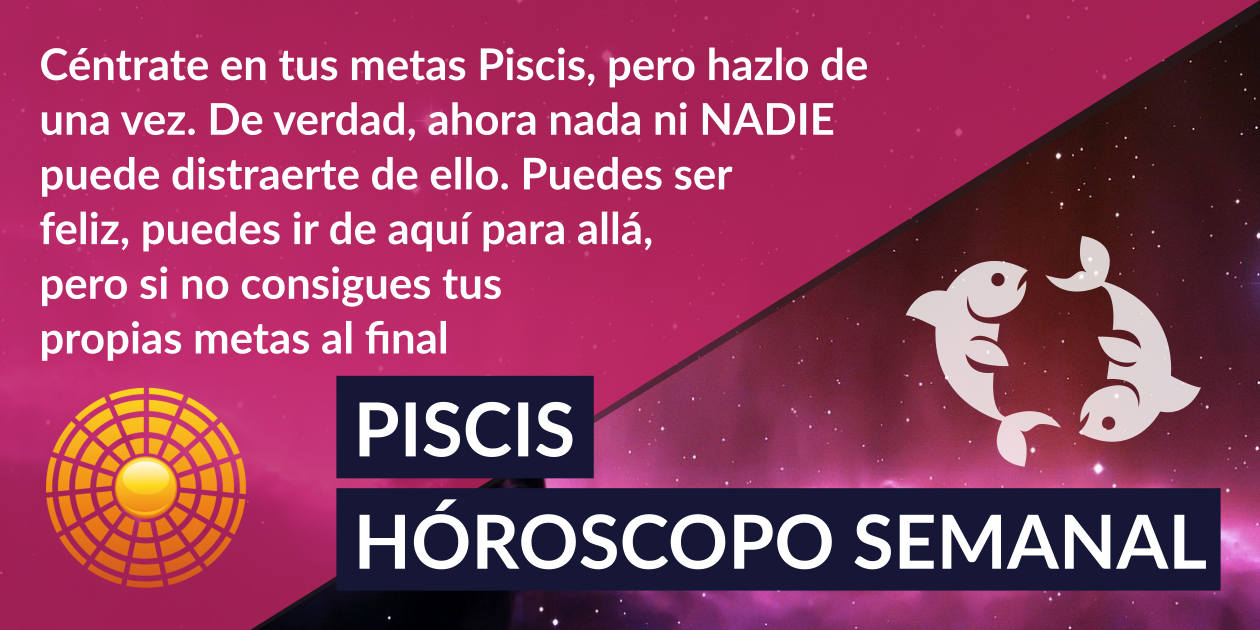 Céntrate en tus metas Piscis, pero hazlo de
una vez. De verdad, ahora nada ni NADIE
puede distraerte de ello. Puedes ser
feliz, puedes ir de aquí para allá,
pero si no consigues tus
propias metas al final
PISCIS
HÓROSCOPO SEMANAL